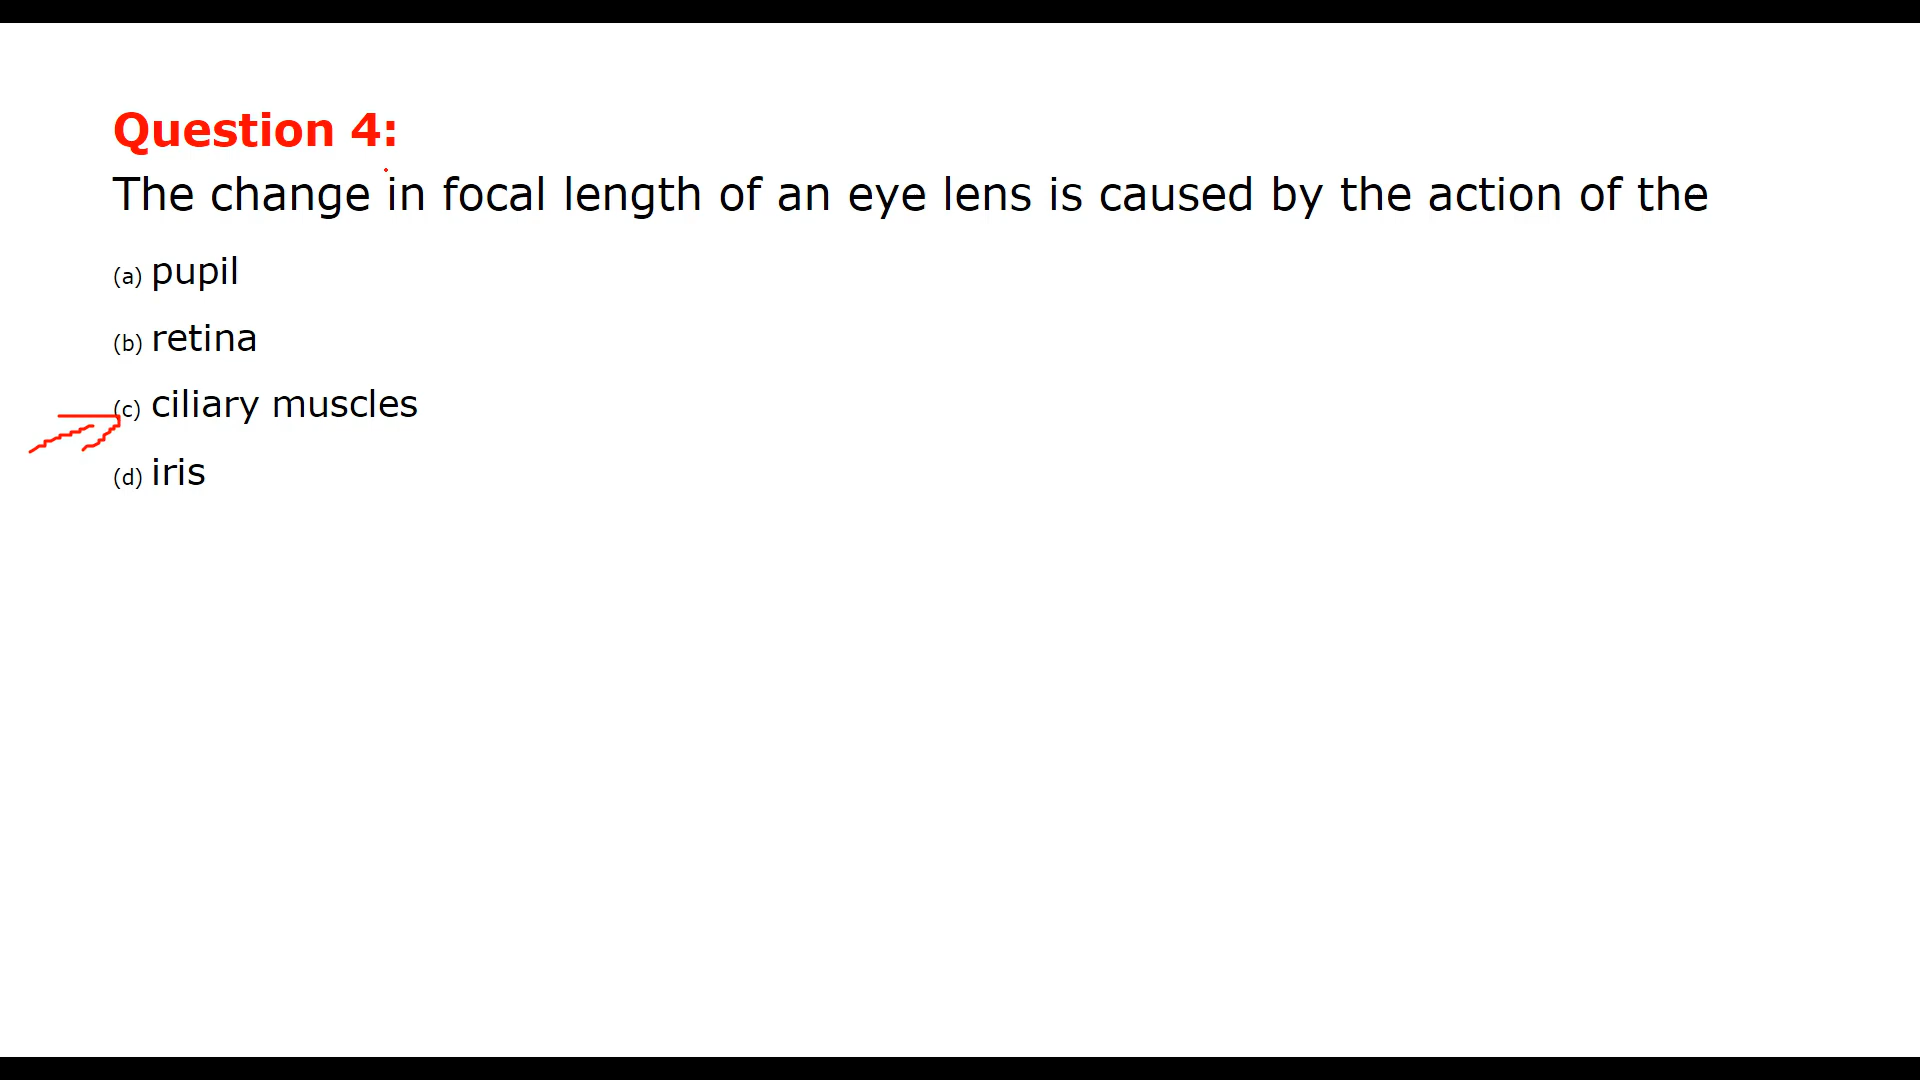 Question 4:
The change in focal length of an eye lens is caused by the action of the
(a) pupil
(b) retina
(c) ciliary muscles
(d) iris